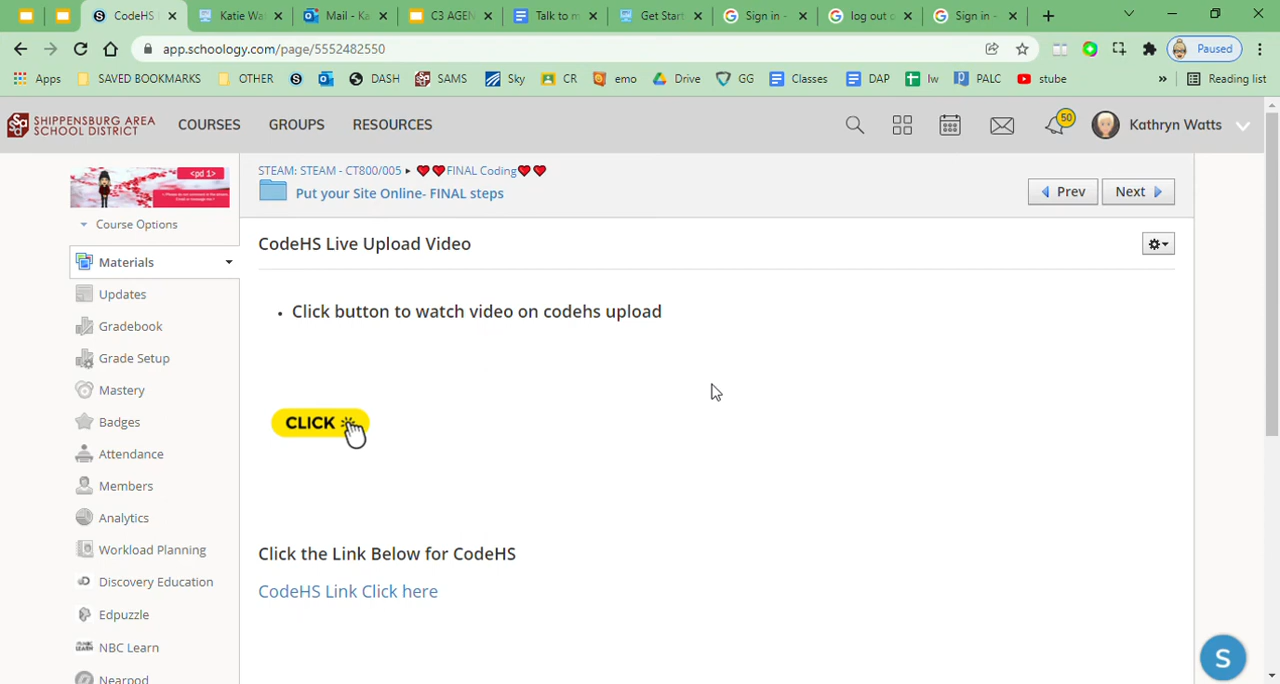 CodeHS
Katie Wa
Mail - Ka
C3 AGEN
Talk to m
Get Start
Sign in -
log out o
Sign in -
app.schoology.com/page/5552482550
Paused
Apps
SAVED BOOKMARKS
OTHER
DASH
SAMS
Sky
CR
emo
Drive
GG
Classes
DAP
lw
PALC
stube
»
Reading list
SHIPPENSBURG AREA
SCHOOL DISTRICT
COURSES
GROUPS
RESOURCES
50
Kathryn Watts
<pd 1>
Course Options
Materials
Updates
Gradebook
Grade Setup
Mastery
Badges
Attendance
Members
Analytics
Workload Planning
Discovery Education
Edpuzzle
NBC Learn
Nearpod
STEAM: STEAM - CT800/005 ▸ ❤❤FINAL Coding❤❤
Put your Site Online- FINAL steps
Prev
Next
CodeHS Live Upload Video
• Click button to watch video on codehs upload
CLICK
Click the Link Below for CodeHS
CodeHS Link Click here
S